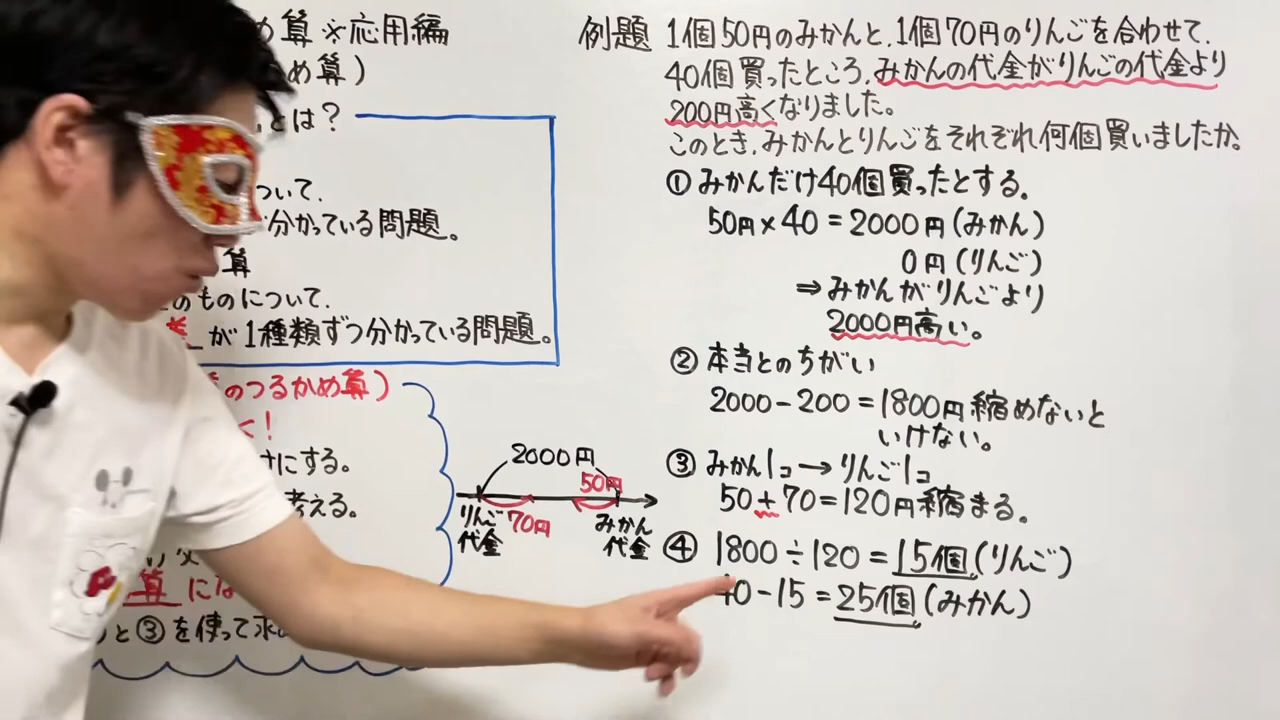 算 ※応用編
め算)
とは?
ついて、
分かっている問題。
算
のものについて、
差 が1種類ずつ分かっている問題。
のつるかめ算)
く!
けにする。
考える。
算 にな
と③を使って求め
2000円
50円
70円
りんご
代金
みかん
代金
例題 1個50円のみかんと、1個70円のりんごを合わせて、
40個買ったところ、みかんの代金がりんごの代金より
200円高くなりました。
このとき、みかんとりんごをそれぞれ何個買いましたか。
① みかんだけ40個買ったとする。
50円×40=2000円(みかん)
0円(りんご)
⇒みかんがりんごより
2000円高い。
② 本当とのちがい
2000-200=1800円縮めないと
いけない。
③ みかん1コ→りんご1コ
50+70=120円縮まる。
④ 1800÷120=15個(りんご)
40-15=25個(みかん)